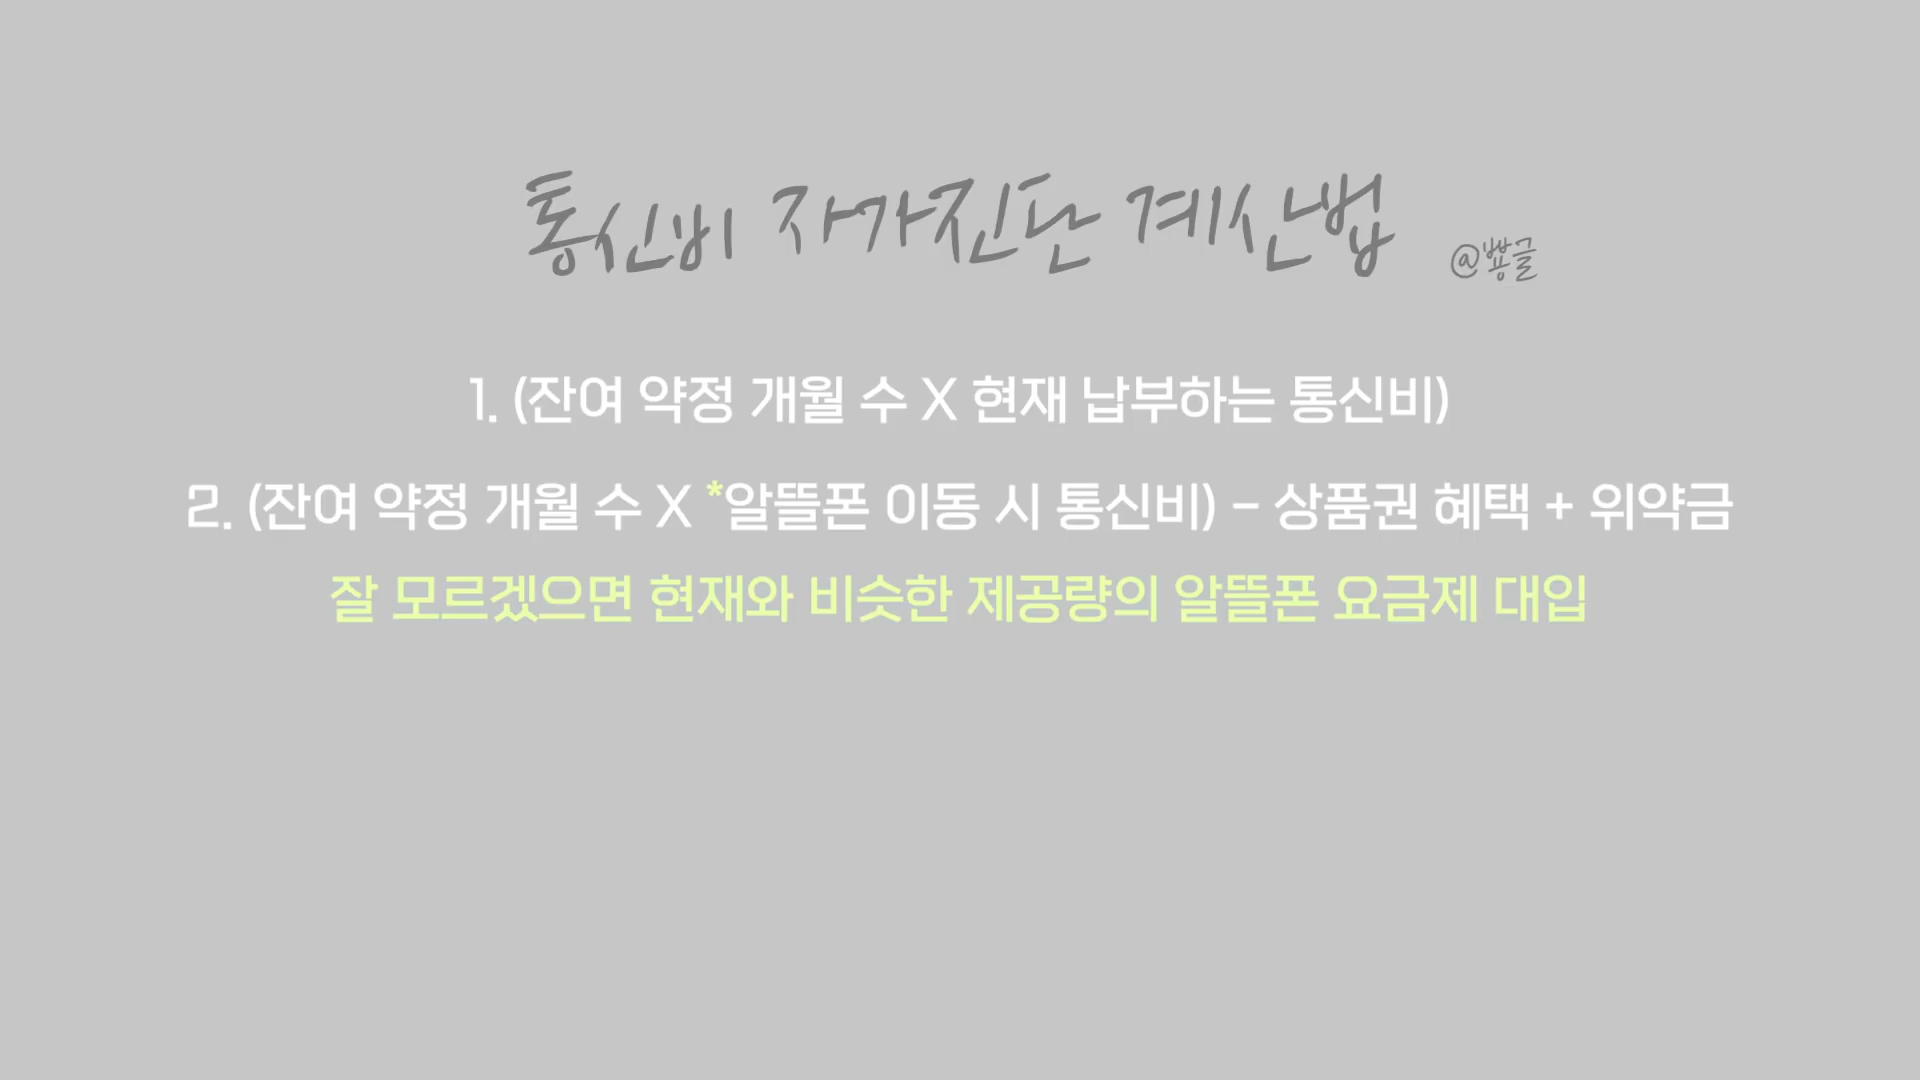 통신비 자가진단 계산법 @뿅글
1. (잔여 약정 개월 수 X 현재 납부하는 통신비)
2. (잔여 약정 개월 수 X *알뜰폰 이동 시 통신비) - 상품권 혜택 + 위약금
잘 모르겠으면 현재와 비슷한 제공량의 알뜰폰 요금제 대입